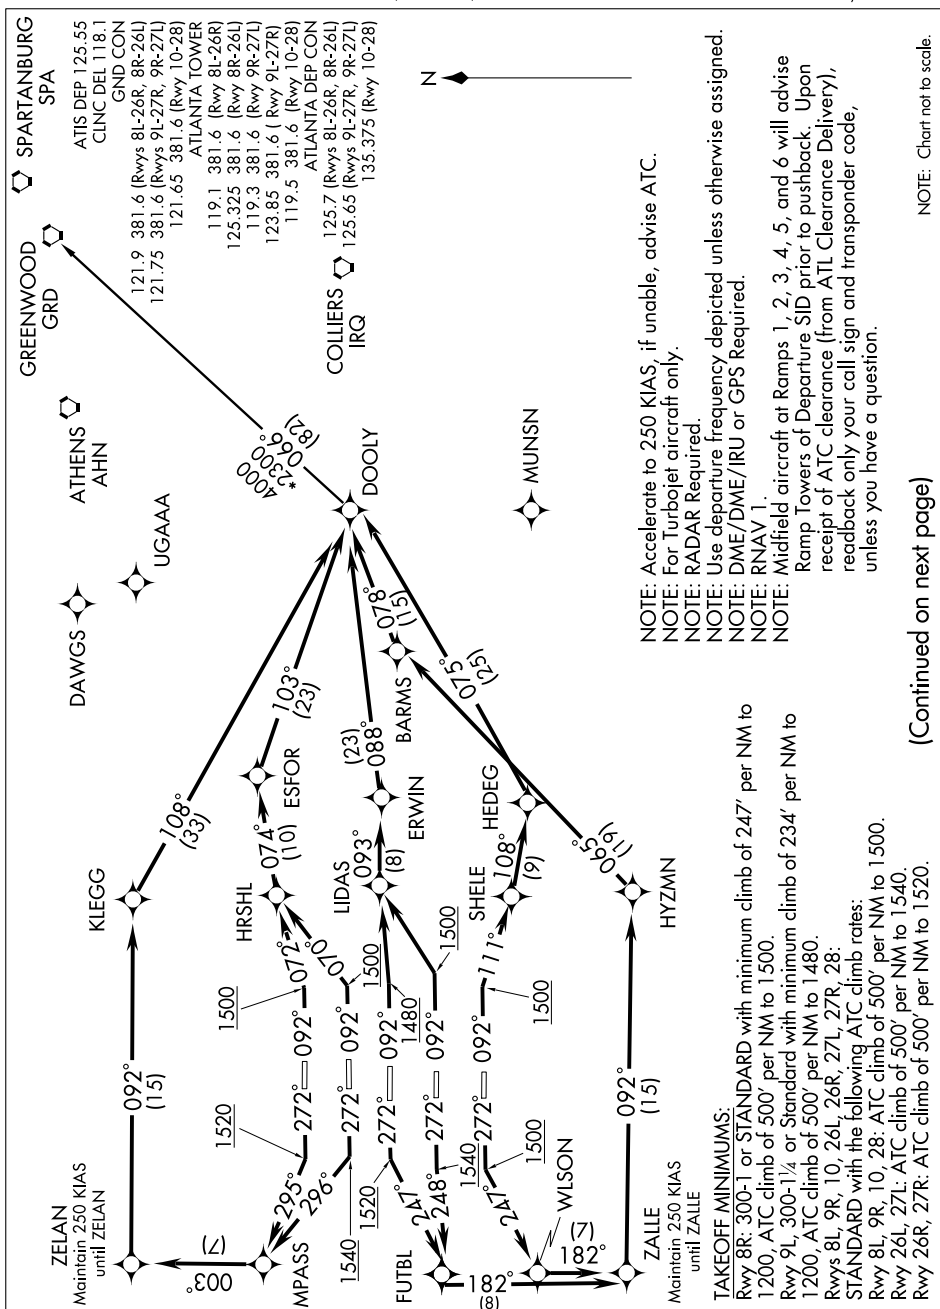 SPARTANBURG
SPA
GREENWOOD
GRD
ATHENS
AHN
COLLIERS
IRQ
ATIS DEP 125.55
CLNC DEL 118.1
GND CON
121.9 381.6 (Rwys 8L-26R, 8R-26L)
121.75 381.6 (Rwys 9L-27R, 9R-27L)
121.65 381.6 (Rwy 10-28)
ATLANTA TOWER
119.1 381.6 (Rwy 8L-26R)
125.325 381.6 (Rwy 8R-26L)
119.3 381.6 (Rwy 9R-27L)
123.85 381.6 ( Rwy 9L-27R)
119.5 381.6 (Rwy 10-28)
ATLANTA DEP CON
125.7 (Rwys 8L-26R, 8R-26L)
125.65 (Rwys 9L-27R, 9R-27L)
135.375 (Rwy 10-28)
N
4000
*2300
066°
(82)
DAWGS
UGAAA
DOOLY
MUNSN
KLEGG
108°
(33)
ESFOR
103°
(23)
HRSHL
074°
(10)
LIDAS
093°
(8)
ERWIN
(23)
088°
BARMS
078°
(15)
SHELE
108°
(9)
HEDEG
075°
(25)
HYZMN
065°
(19)
ZELAN
Maintain 250 KIAS
until ZELAN
092°
(15)
003°
(7)
MPASS
295°
1520
272°
092°
1500
072°
296°
1540
272°
092°
1500
070°
FUTBL
247°
1520
272°
092°
1480
248°
1540
272°
092°
1500
WLSON
247°
1500
272°
092°
1500
111°
182°
(8)
182°
(7)
ZALLE
Maintain 250 KIAS
until ZALLE
092°
(15)
NOTE: Accelerate to 250 KIAS, if unable, advise ATC.
NOTE: For Turbojet aircraft only.
NOTE: RADAR Required.
NOTE: Use departure frequency depicted unless otherwise assigned.
NOTE: DME/DME/IRU or GPS Required.
NOTE: RNAV 1.
NOTE: Midfield aircraft at Ramps 1, 2, 3, 4, 5, and 6 will advise
Ramp Towers of Departure SID prior to pushback. Upon
receipt of ATC clearance (from ATL Clearance Delivery),
readback only your call sign and transponder code,
unless you have a question.
TAKEOFF MINIMUMS:
Rwy 8R: 300-1 or STANDARD with minimum climb of 247' per NM to
1200, ATC climb of 500' per NM to 1500.
Rwy 9L, 300-1¼ or Standard with minimum climb of 234' per NM to
1200, ATC climb of 500' per NM to 1480.
Rwys 8L, 9R, 10, 26L, 26R, 27L, 27R, 28:
STANDARD with the following ATC climb rates:
Rwy 8L, 9R, 10, 28: ATC climb of 500' per NM to 1500.
Rwy 26L, 27L: ATC climb of 500' per NM to 1540.
Rwy 26R, 27R: ATC climb of 500' per NM to 1520.
(Continued on next page)
NOTE: Chart not to scale.